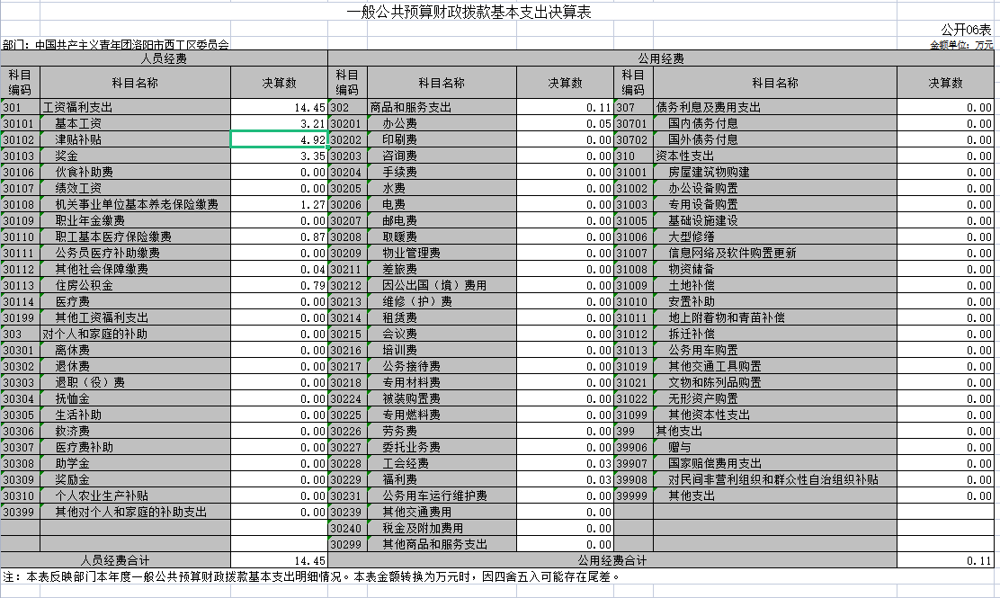 一般公共预算财政拨款基本支出决算表
公开06表
部门：中国共产主义青年团洛阳市西工区委员会 金额单位：万元
人员经费 公用经费
科目编码 科目名称 决算数 科目编码 科目名称 决算数 科目编码 科目名称 决算数
301 工资福利支出 14.45 302 商品和服务支出 0.11 307 债务利息及费用支出 0.00
30101 基本工资 3.21 30201 办公费 0.05 30701 国内债务付息 0.00
30102 津贴补贴 4.92 30202 印刷费 0.00 30702 国外债务付息 0.00
30103 奖金 3.35 30203 咨询费 0.00 310 资本性支出 0.00
30106 伙食补助费 0.00 30204 手续费 0.00 31001 房屋建筑物购建 0.00
30107 绩效工资 0.00 30205 水费 0.00 31002 办公设备购置 0.00
30108 机关事业单位基本养老保险缴费 1.27 30206 电费 0.00 31003 专用设备购置 0.00
30109 职业年金缴费 0.00 30207 邮电费 0.00 31005 基础设施建设 0.00
30110 职工基本医疗保险缴费 0.87 30208 取暖费 0.00 31006 大型修缮 0.00
30111 公务员医疗补助缴费 0.00 30209 物业管理费 0.00 31007 信息网络及软件购置更新 0.00
30112 其他社会保障缴费 0.04 30211 差旅费 0.00 31008 物资储备 0.00
30113 住房公积金 0.79 30212 因公出国（境）费用 0.00 31009 土地补偿 0.00
30114 医疗费 0.00 30213 维修（护）费 0.00 31010 安置补助 0.00
30199 其他工资福利支出 0.00 30214 租赁费 0.00 31011 地上附着物和青苗补偿 0.00
303 对个人和家庭的补助 0.00 30215 会议费 0.00 31012 拆迁补偿 0.00
30301 离休费 0.00 30216 培训费 0.00 31013 公务用车购置 0.00
30302 退休费 0.00 30217 公务接待费 0.00 31019 其他交通工具购置 0.00
30303 退职（役）费 0.00 30218 专用材料费 0.00 31021 文物和陈列品购置 0.00
30304 抚恤金 0.00 30224 被装购置费 0.00 31022 无形资产购置 0.00
30305 生活补助 0.00 30225 专用燃料费 0.00 31099 其他资本性支出 0.00
30306 救济费 0.00 30226 劳务费 0.00 399 其他支出 0.00
30307 医疗费补助 0.00 30227 委托业务费 0.00 39906 赠与 0.00
30308 助学金 0.00 30228 工会经费 0.03 39907 国家赔偿费用支出 0.00
30309 奖励金 0.00 30229 福利费 0.03 39908 对民间非营利组织和群众性自治组织补贴 0.00
30310 个人农业生产补贴 0.00 30231 公务用车运行维护费 0.00 39999 其他支出 0.00
30399 其他对个人和家庭的补助支出 0.00 30239 其他交通费用 0.00
30240 税金及附加费用 0.00
30299 其他商品和服务支出 0.00
人员经费合计 14.45 公用经费合计 0.11
注：本表反映部门本年度一般公共预算财政拨款基本支出明细情况。本表金额转换为万元时，因四舍五入可能存在尾差。